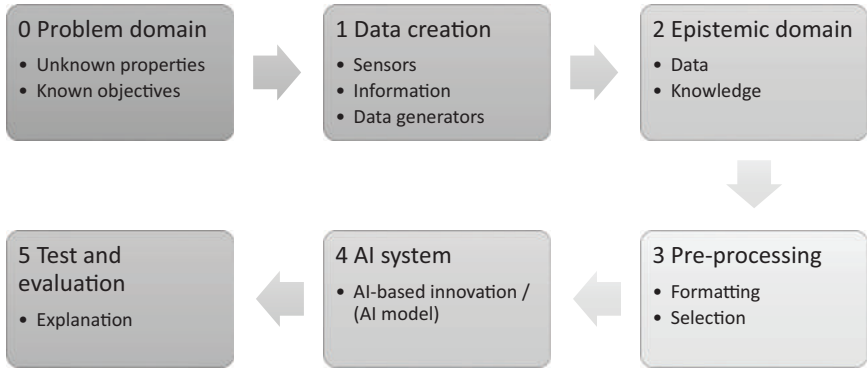 0 Problem domain
• Unknown properties
• Known objectives
1 Data creation
• Sensors
• Information
• Data generators
2 Epistemic domain
• Data
• Knowledge
3 Pre-processing
• Formatting
• Selection
4 AI system
• AI-based innovation /
(AI model)
5 Test and
evaluation
• Explanation